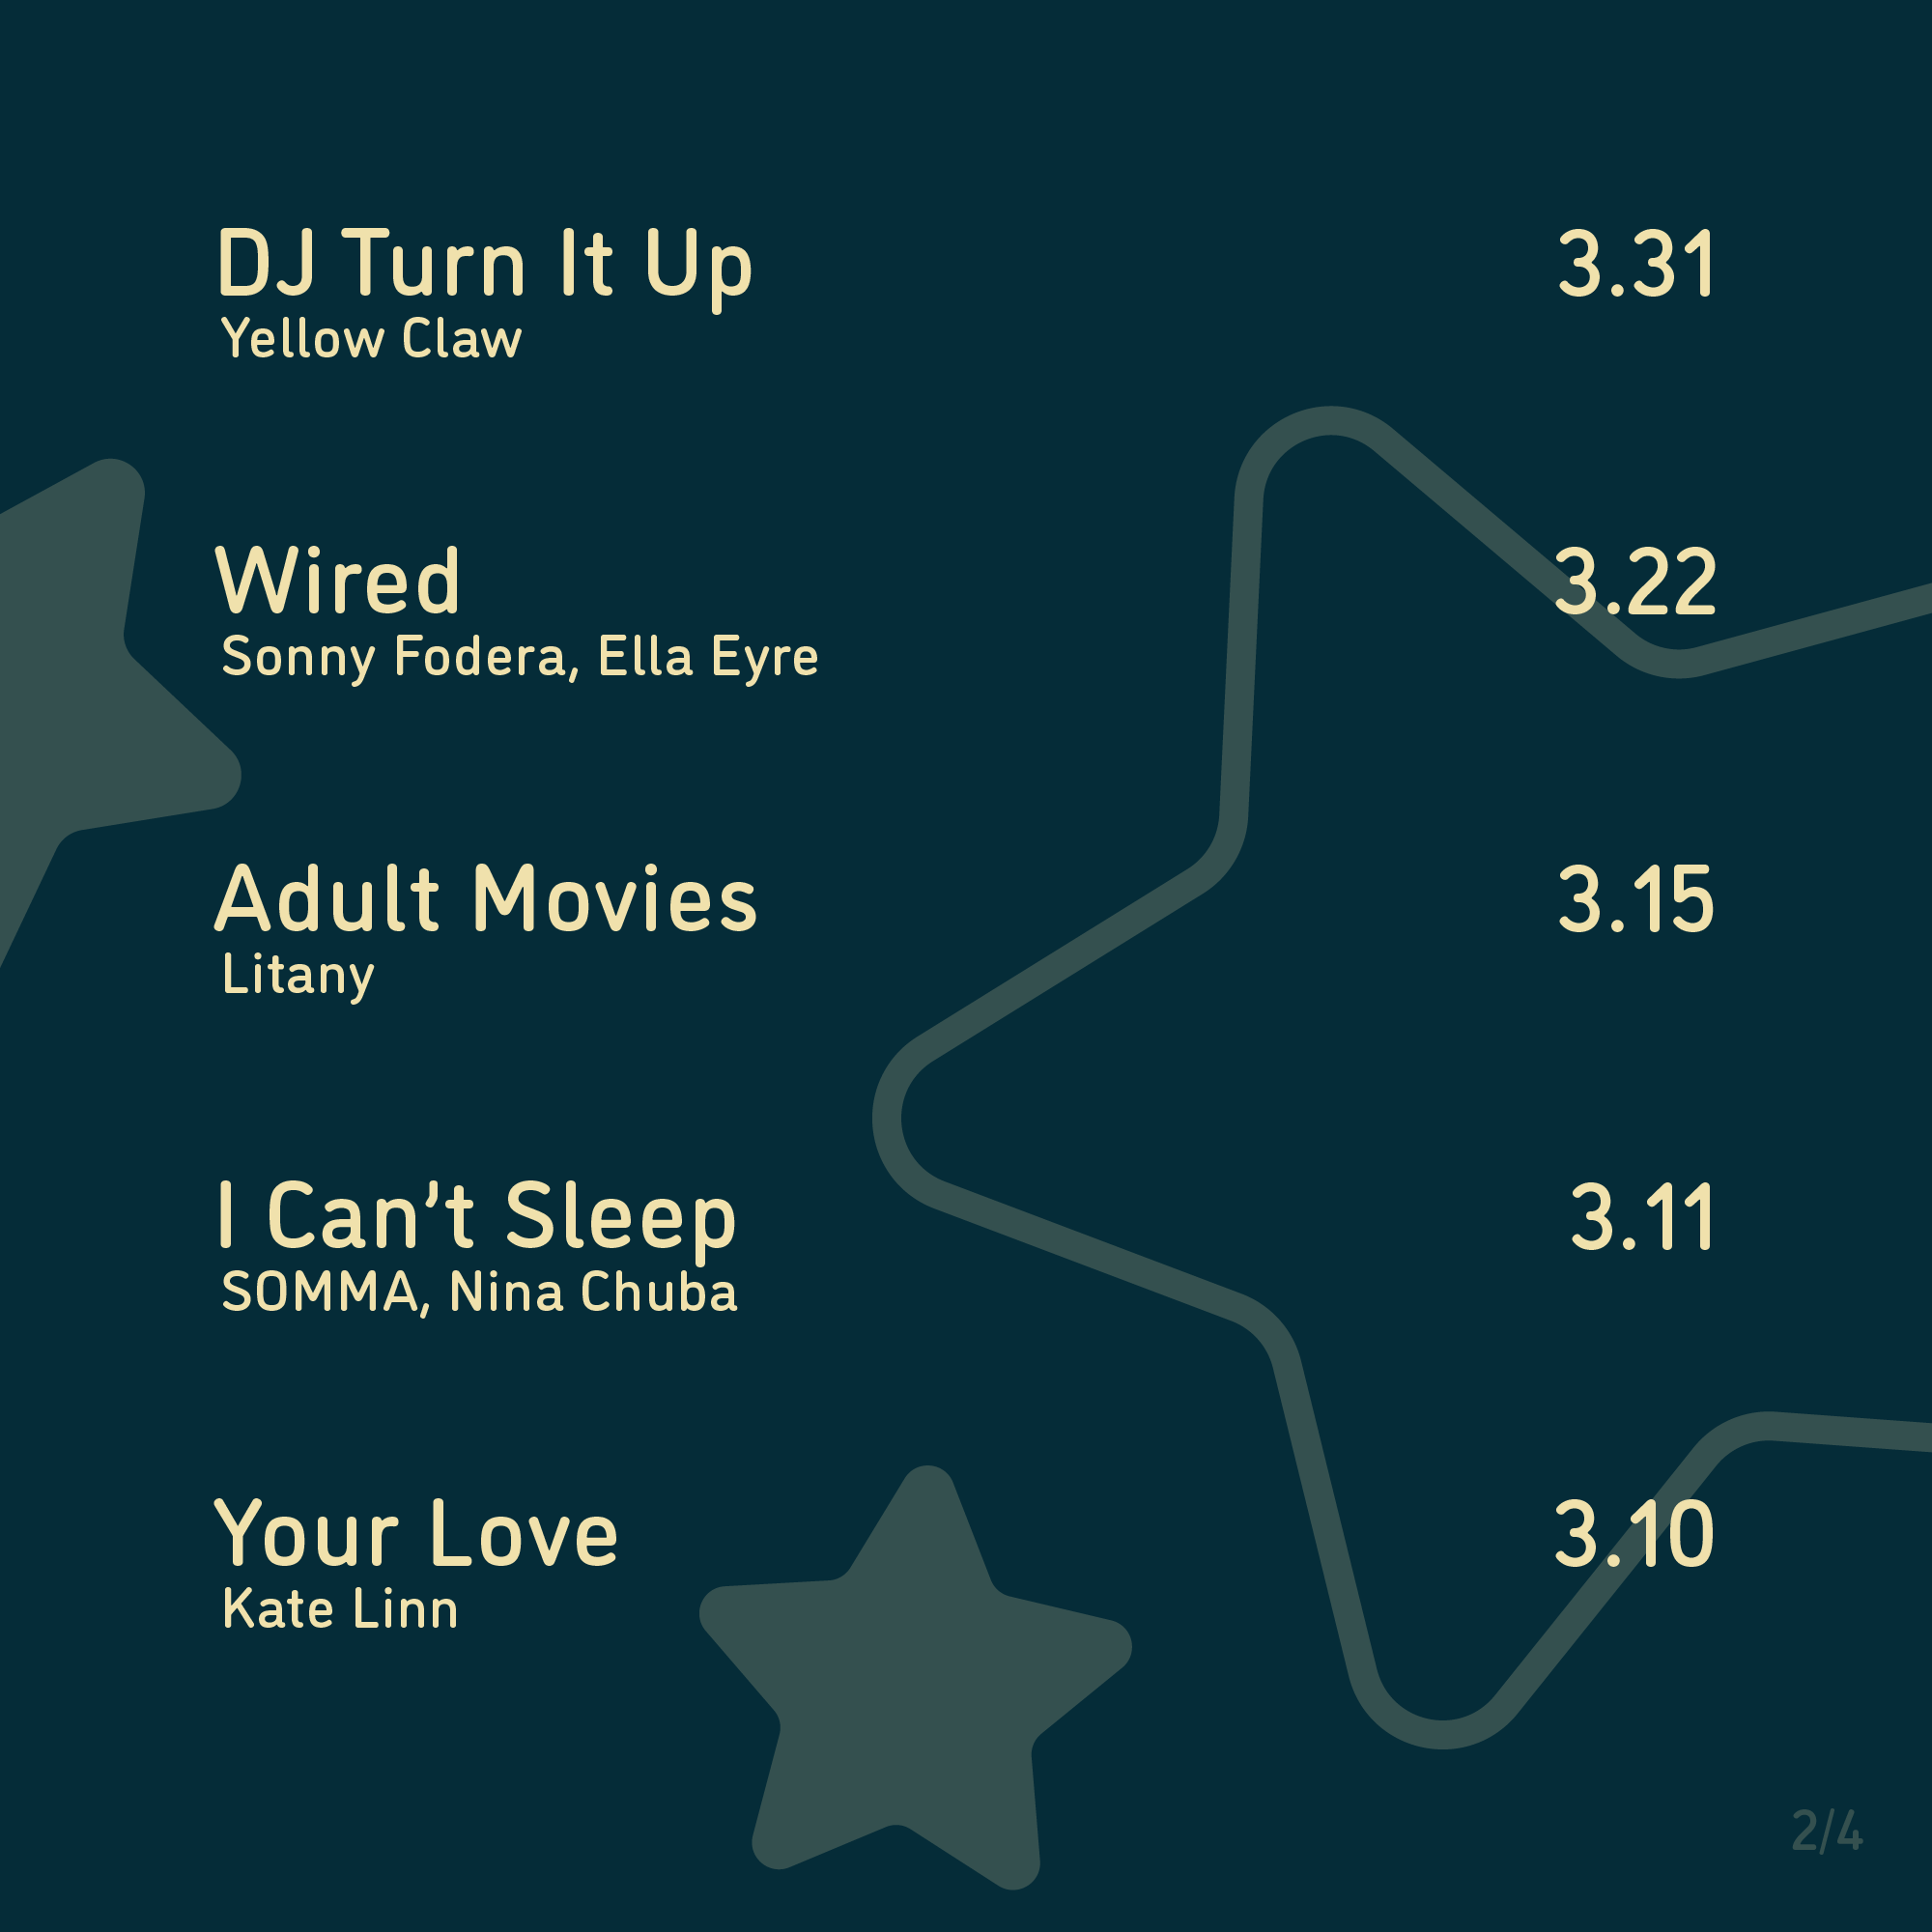 DJ Turn It Up 3.31
Yellow Claw
Wired 3.22
Sonny Fodera, Ella Eyre
Adult Movies 3.15
Litany
I Can’t Sleep 3.11
SOMMA, Nina Chuba
Your Love 3.10
Kate Linn
2/4